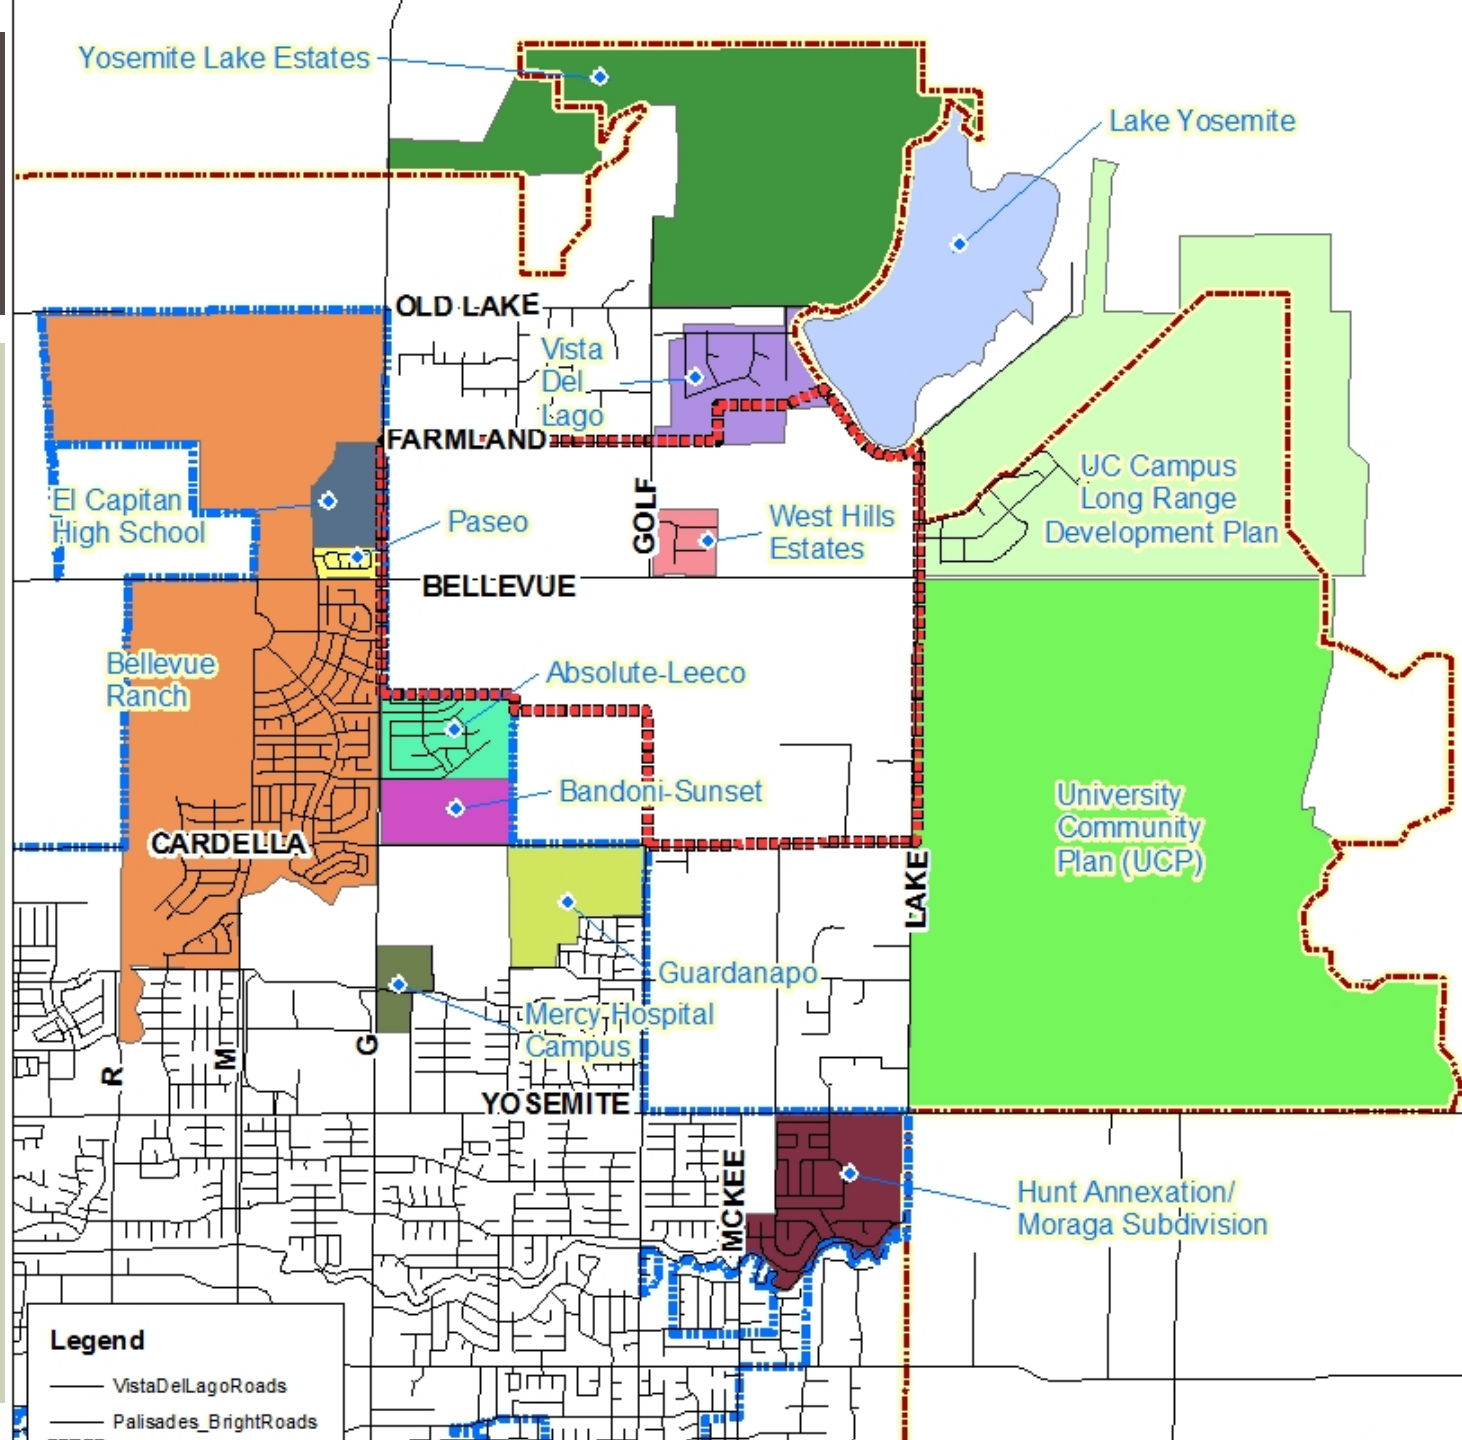 Yosemite Lake Estates
Lake Yosemite
OLD LAKE
Vista
Del
Lago
FARMLAND
UC Campus
Long Range
Development Plan
El Capitan
High School
Paseo
GOLF
West Hills
Estates
BELLEVUE
Bellevue
Ranch
Absolute-Leeco
Bandoni-Sunset
University
Community
Plan (UCP)
CARDELLA
LAKE
Guardanapo
Mercy Hospital
Campus
R
M
G
YOSEMITE
MCKEE
Hunt Annexation/
Moraga Subdivision
Legend
VistaDelLagoRoads
Palisades_BrightRoads